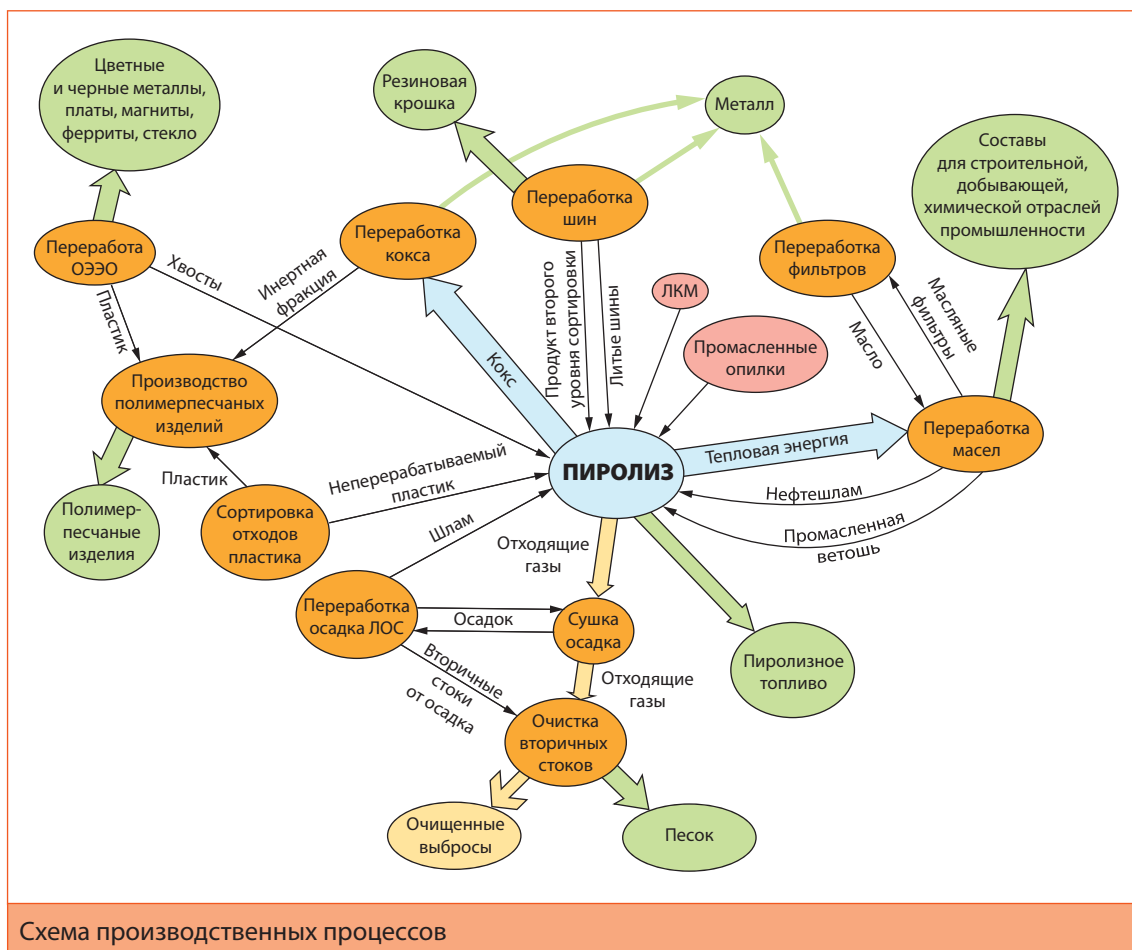 Цветные
и черные металлы,
платы, магниты,
ферриты, стекло
Резиновая
крошка
Металл
Составы
для строительной,
добывающей,
химической отраслей
промышленности
Переработа
ОЭЭО
Переработка
кокса
Переработка
шин
Переработка
фильтров
Хвосты
Пластик
Инертная
фракция
Кокс
Продукт второго
уровня сортировки
Литые шины
ЛКМ
Промасленные
опилки
Масло
Масляные
фильтры
Производство
полимерпесчаных
изделий
ПИРОЛИЗ
Тепловая энергия
Переработка
масел
Полимер-
песчаные
изделия
Пластик
Сортировка
отходов
пластика
Неперерабатываемый
пластик
Нефтешлам
Промасленная
ветошь
Шлам
Отходящие
газы
Переработка
осадка ЛОС
Осадок
Сушка
осадка
Пиролизное
топливо
Вторичные
стоки
от осадка
Отходящие
газы
Очистка
вторичных
стоков
Очищенные
выбросы
Песок
Схема производственных процессов